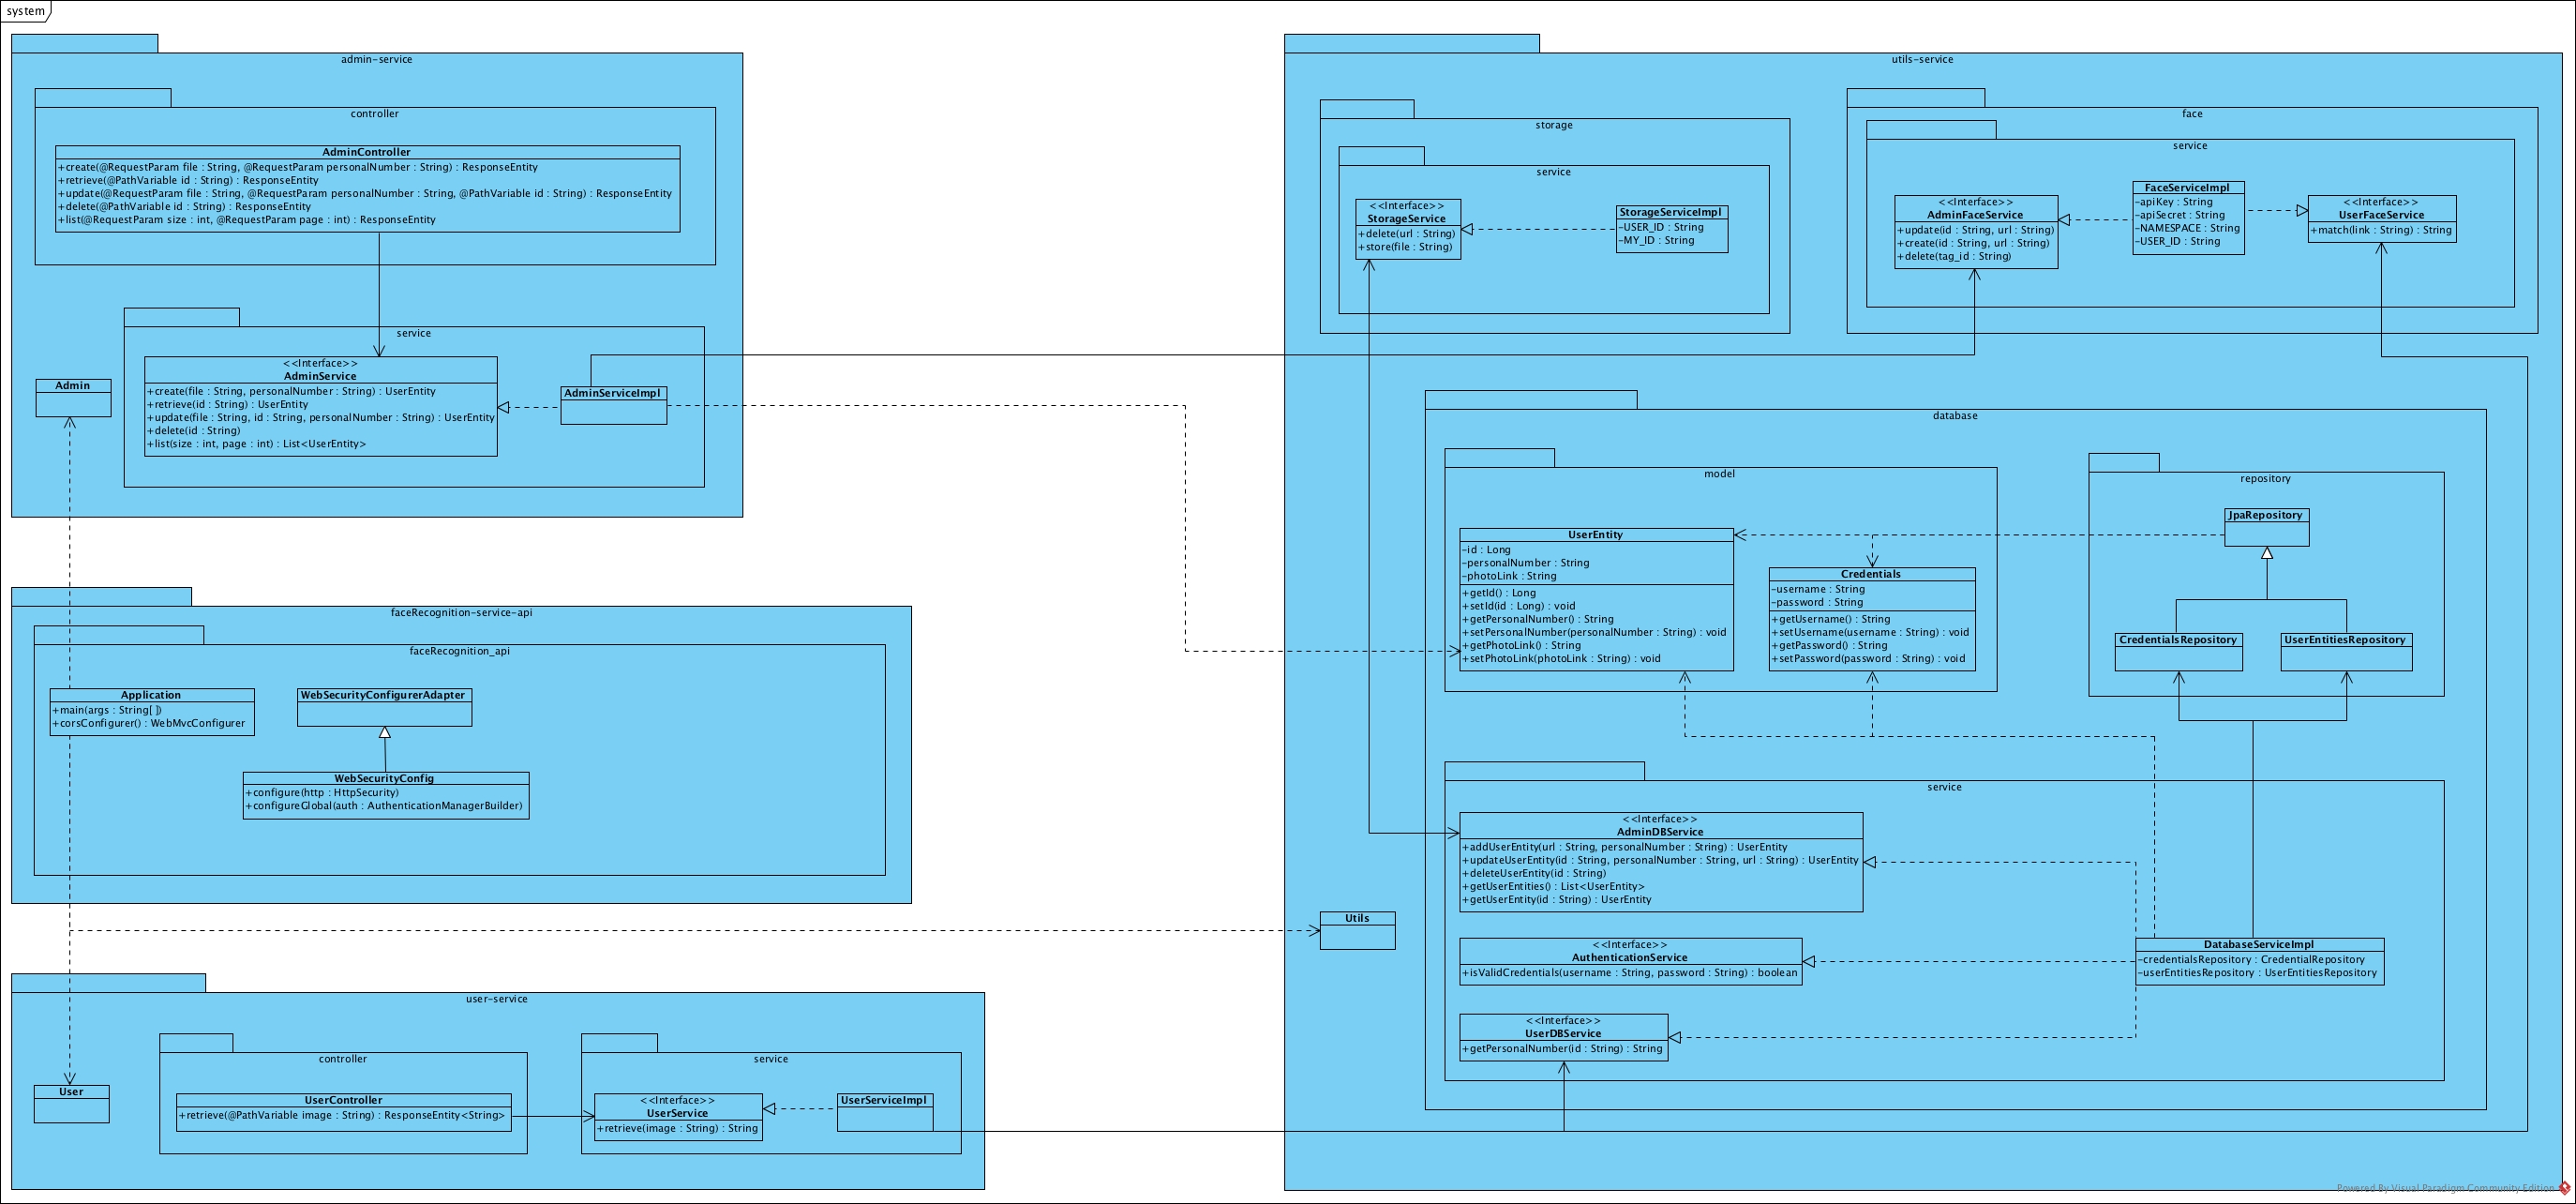 system
admin-service
controller
AdminController
+create(@RequestParam file : String, @RequestParam personalNumber : String) : ResponseEntity
+retrieve(@PathVariable id : String) : ResponseEntity
+update(@RequestParam file : String, @RequestParam personalNumber : String, @PathVariable id : String) : ResponseEntity
+delete(@PathVariable id : String) : ResponseEntity
+list(@RequestParam size : int, @RequestParam page : int) : ResponseEntity
service
<<Interface>>
AdminService
+create(file : String, personalNumber : String) : UserEntity
+retrieve(id : String) : UserEntity
+update(file : String, id : String, personalNumber : String) : UserEntity
+delete(id : String)
+list(size : int, page : int) : List<UserEntity>
AdminServiceImpl
Admin
faceRecognition-service-api
faceRecognition_api
Application
+main(args : String[ ])
+corsConfigurer() : WebMvcConfigurer
WebSecurityConfigurerAdapter
WebSecurityConfig
+configure(http : HttpSecurity)
+configureGlobal(auth : AuthenticationManagerBuilder)
user-service
User
controller
UserController
+retrieve(@PathVariable image : String) : ResponseEntity<String>
service
<<Interface>>
UserService
+retrieve(image : String) : String
UserServiceImpl
utils-service
storage
service
<<Interface>>
StorageService
+delete(url : String)
+store(file : String)
StorageServiceImpl
-USER_ID : String
-MY_ID : String
face
service
<<Interface>>
AdminFaceService
+update(id : String, url : String)
+create(id : String, url : String)
+delete(tag_id : String)
FaceServiceImpl
-apiKey : String
-apiSecret : String
-NAMESPACE : String
-USER_ID : String
<<Interface>>
UserFaceService
+match(link : String) : String
database
model
UserEntity
-id : Long
-personalNumber : String
-photoLink : String
+getId() : Long
+setId(id : Long) : void
+getPersonalNumber() : String
+setPersonalNumber(personalNumber : String) : void
+getPhotoLink() : String
+setPhotoLink(photoLink : String) : void
Credentials
-username : String
-password : String
+getUsername() : String
+setUsername(username : String) : void
+getPassword() : String
+setPassword(password : String) : void
repository
JpaRepository
CredentialsRepository
UserEntitiesRepository
service
<<Interface>>
AdminDBService
+addUserEntity(url : String, personalNumber : String) : UserEntity
+updateUserEntity(id : String, personalNumber : String, url : String) : UserEntity
+deleteUserEntity(id : String)
+getUserEntities() : List<UserEntity>
+getUserEntity(id : String) : UserEntity
<<Interface>>
AuthenticationService
+isValidCredentials(username : String, password : String) : boolean
<<Interface>>
UserDBService
+getPersonalNumber(id : String) : String
DatabaseServiceImpl
-credentialsRepository : CredentialRepository
-userEntitiesRepository : UserEntitiesRepository
Utils
Powered By Visual Paradigm Community Edition